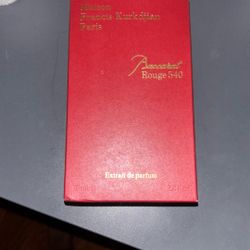 Maison
Francis Kurkdjian
Paris
Baccarat
Rouge 540
Extrait de parfum